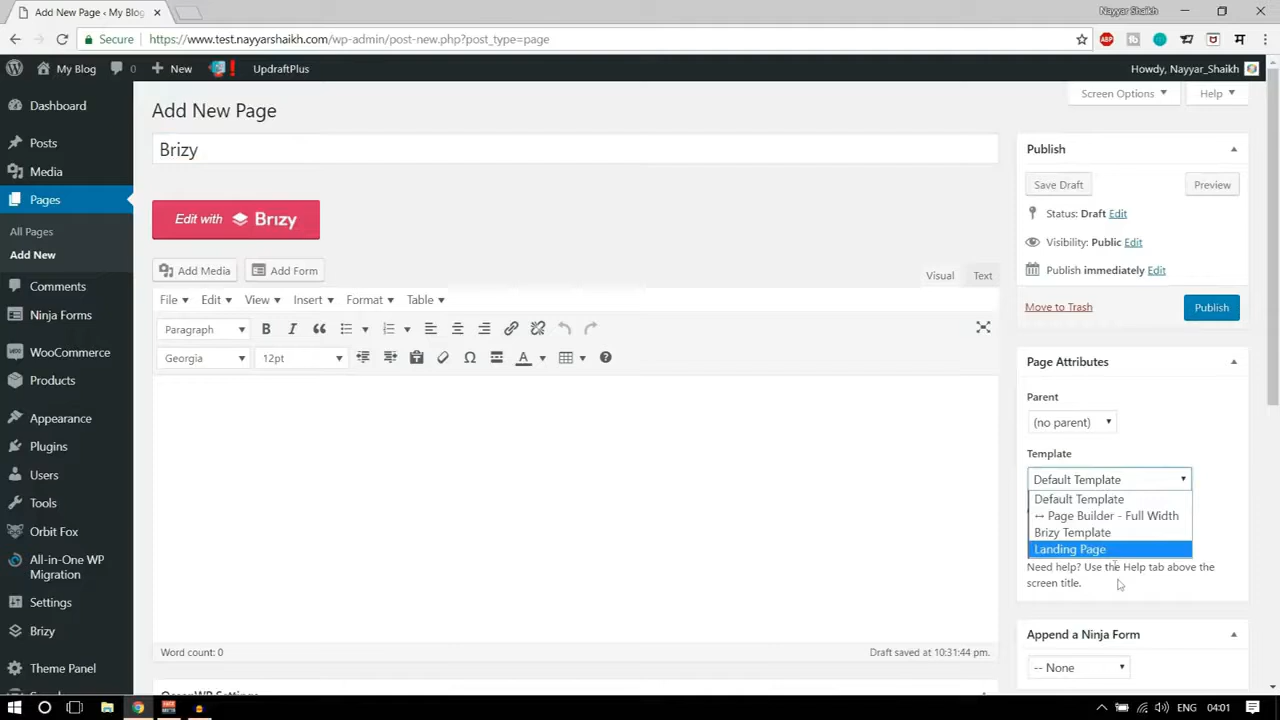 Add New Page ‹ My Blog
Nayyar Shaikh
Secure
https://www.test.nayyarshaikh.com/wp-admin/post-new.php?post_type=page
My Blog
0
New
UpdraftPlus
Howdy, Nayyar_Shaikh
Dashboard
Posts
Media
Pages
All Pages
Add New
Comments
Ninja Forms
WooCommerce
Products
Appearance
Plugins
Users
Tools
Orbit Fox
All-in-One WP
Migration
Settings
Brizy
Theme Panel
Screen Options
Help
Add New Page
Brizy
Edit with Brizy
Add Media
Add Form
Visual
Text
File
Edit
View
Insert
Format
Table
Paragraph
Georgia
12pt
Word count: 0
Draft saved at 10:31:44 pm.
Publish
Save Draft
Preview
Status: Draft Edit
Visibility: Public Edit
Publish immediately Edit
Move to Trash
Publish
Page Attributes
Parent
(no parent)
Template
Default Template
Default Template
↔ Page Builder - Full Width
Brizy Template
Landing Page
Need help? Use the Help tab above the
screen title.
Append a Ninja Form
-- None
ENG
04:01